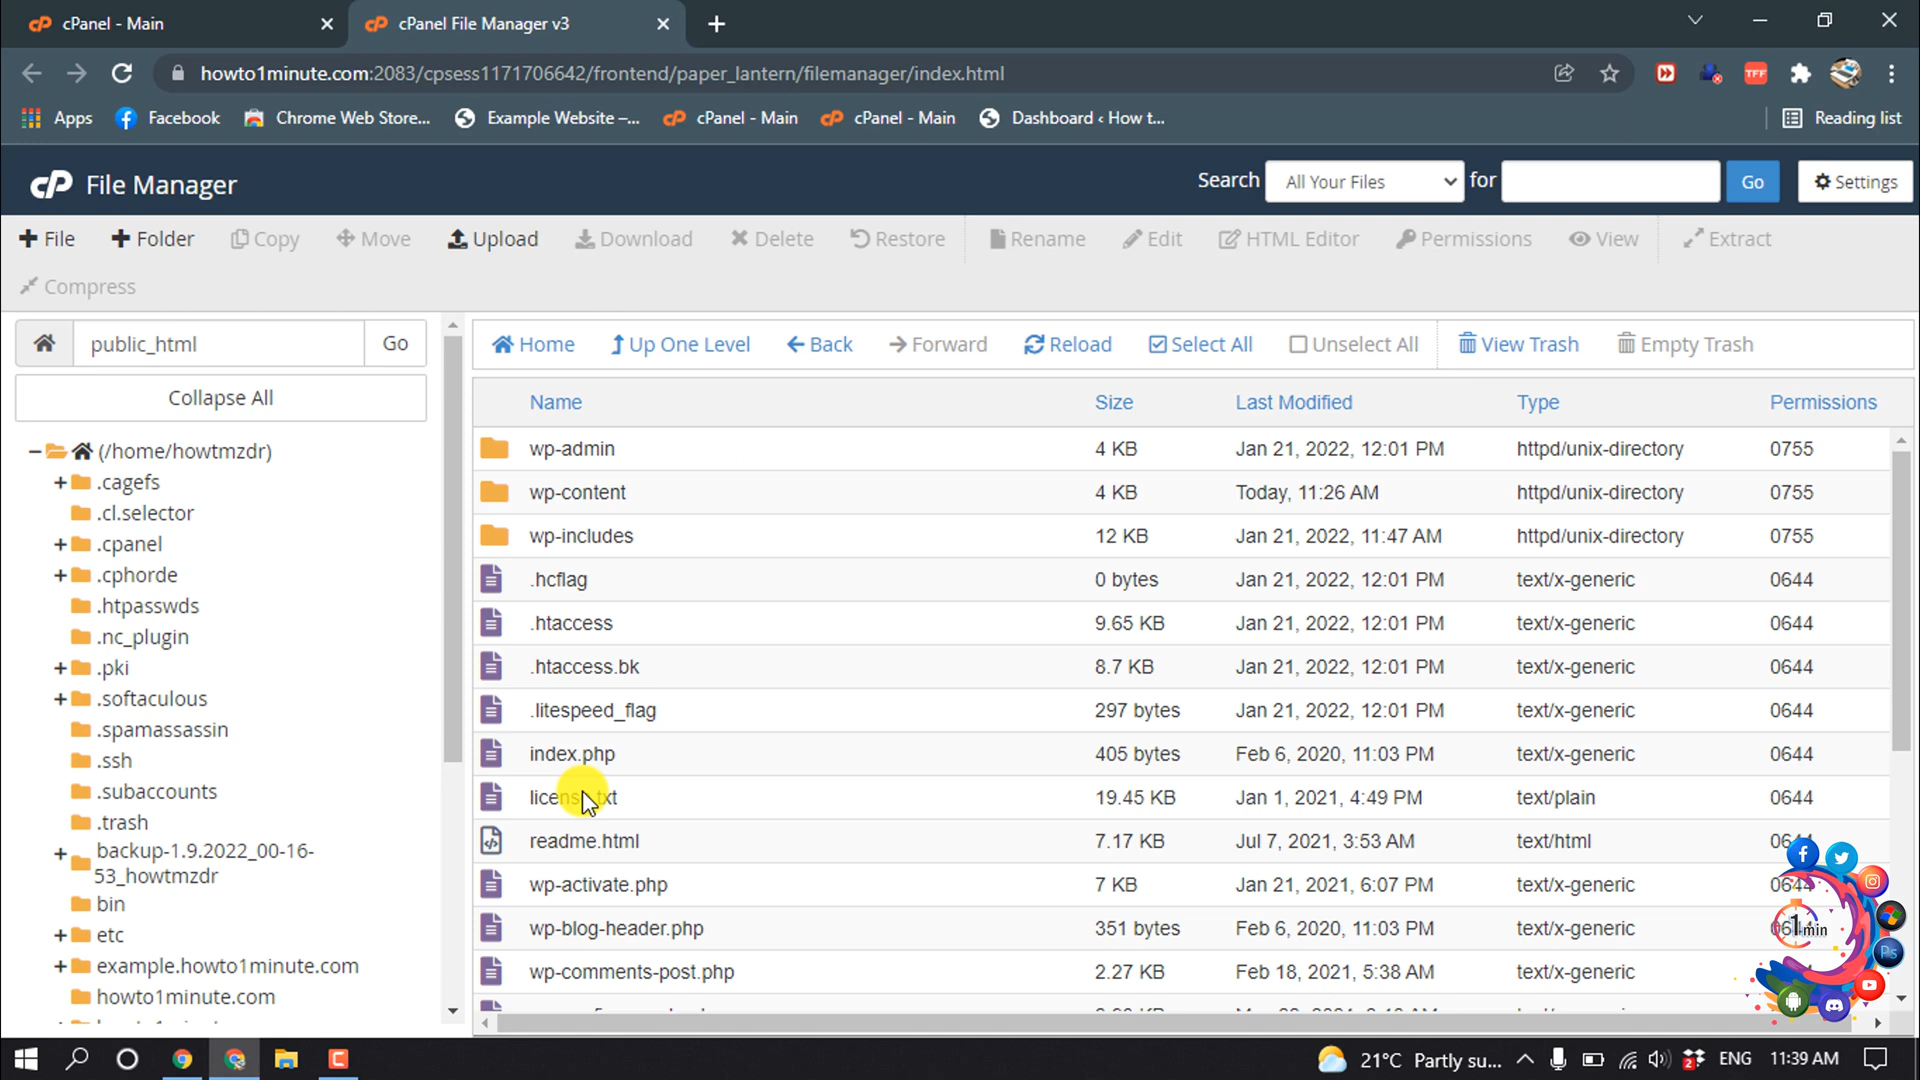 cPanel - Main
cPanel File Manager v3
howto1minute.com:2083/cpsess1171706642/frontend/paper_lantern/filemanager/index.html
TFF
Apps Facebook Chrome Web Store... Example Website –... cPanel - Main cPanel - Main Dashboard ‹ How t... Reading list
cP File Manager Search All Your Files for Go Settings
File Folder Copy Move Upload Download Delete Restore Rename Edit HTML Editor Permissions View Extract
Compress
public_html Go
Collapse All
(/home/howtmzdr)
.cagefs
.cl.selector
.cpanel
.cphorde
.htpasswds
.nc_plugin
.pki
.softaculous
.spamassassin
.ssh
.subaccounts
.trash
backup-1.9.2022_00-16-
53_howtmzdr
bin
etc
example.howto1minute.com
howto1minute.com
Home Up One Level Back Forward Reload Select All Unselect All View Trash Empty Trash
Name Size Last Modified Type Permissions
wp-admin 4 KB Jan 21, 2022, 12:01 PM httpd/unix-directory 0755
wp-content 4 KB Today, 11:26 AM httpd/unix-directory 0755
wp-includes 12 KB Jan 21, 2022, 11:47 AM httpd/unix-directory 0755
.hcflag 0 bytes Jan 21, 2022, 12:01 PM text/x-generic 0644
.htaccess 9.65 KB Jan 21, 2022, 12:01 PM text/x-generic 0644
.htaccess.bk 8.7 KB Jan 21, 2022, 12:01 PM text/x-generic 0644
.litespeed_flag 297 bytes Jan 21, 2022, 12:01 PM text/x-generic 0644
index.php 405 bytes Feb 6, 2020, 11:03 PM text/x-generic 0644
license.txt 19.45 KB Jan 1, 2021, 4:49 PM text/plain 0644
readme.html 7.17 KB Jul 7, 2021, 3:53 AM text/html 0644
wp-activate.php 7 KB Jan 21, 2021, 6:07 PM text/x-generic 0644
wp-blog-header.php 351 bytes Feb 6, 2020, 11:03 PM text/x-generic
wp-comments-post.php 2.27 KB Feb 18, 2021, 5:38 AM text/x-generic
1min
Ps
21°C Partly su... ENG 11:39 AM